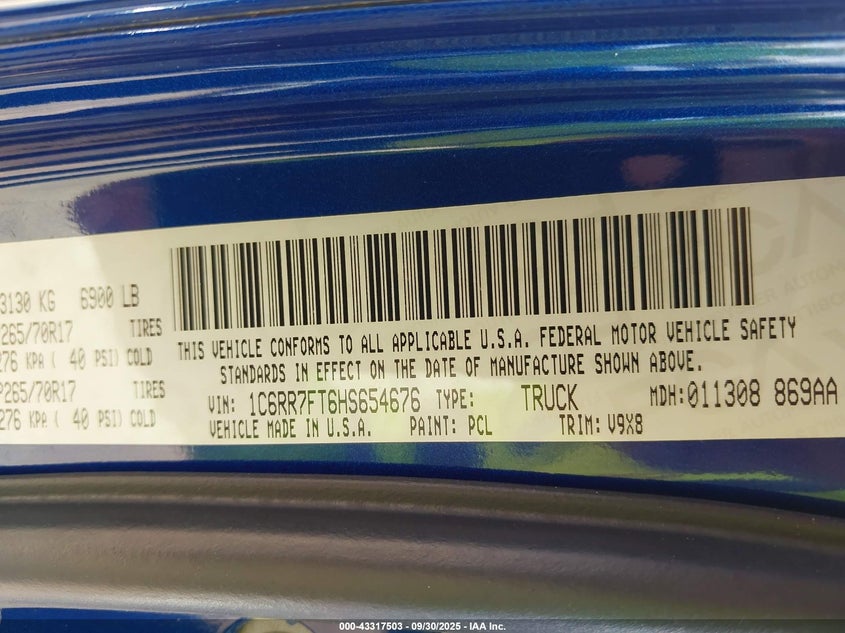 3130 KG 6900 LB
265/70R17 TIRES
276 KPA ( 40 PSI) COLD
P265/70R17 TIRES
276 KPA ( 40 PSI) COLD
THIS VEHICLE CONFORMS TO ALL APPLICABLE U.S.A. FEDERAL MOTOR VEHICLE SAFETY
STANDARDS IN EFFECT ON THE DATE OF MANUFACTURE SHOWN ABOVE.
VIN: 1C6RR7FT6HS654676 TYPE: TRUCK MDH:011308 869AA
VEHICLE MADE IN U.S.A. PAINT: PCL TRIM: V9X8
000-43317503 - 09/30/2025 - IAA Inc.